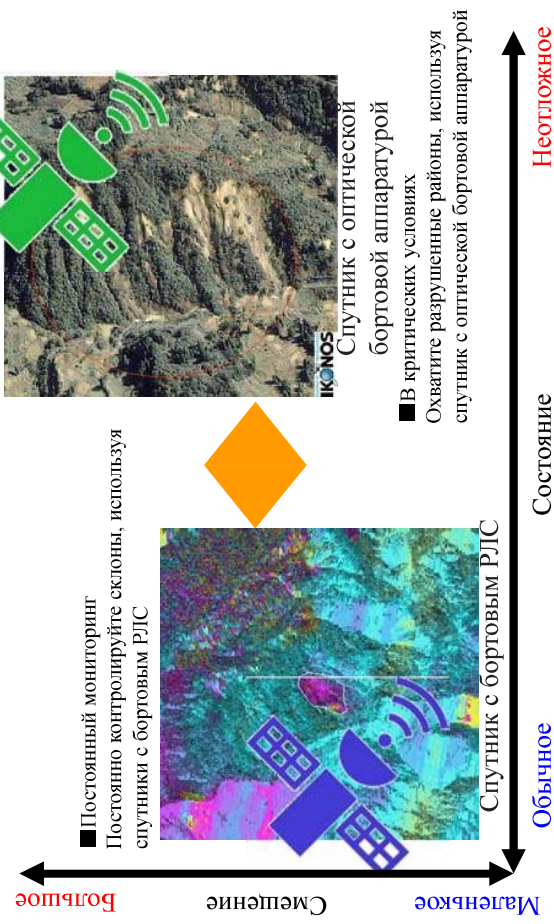 Большое
Смещение
Маленькое
■Постоянный мониторинг
Постоянно контролируйте склоны, используя
спутники с бортовым РЛС
Спутник с бортовым РЛС
IKONOS
Спутник с оптической
бортовой аппаратурой
■В критических условиях
Охватите разрушенные районы, используя
спутник с оптической бортовой аппаратурой
Обычное
Состояние
Неотложное